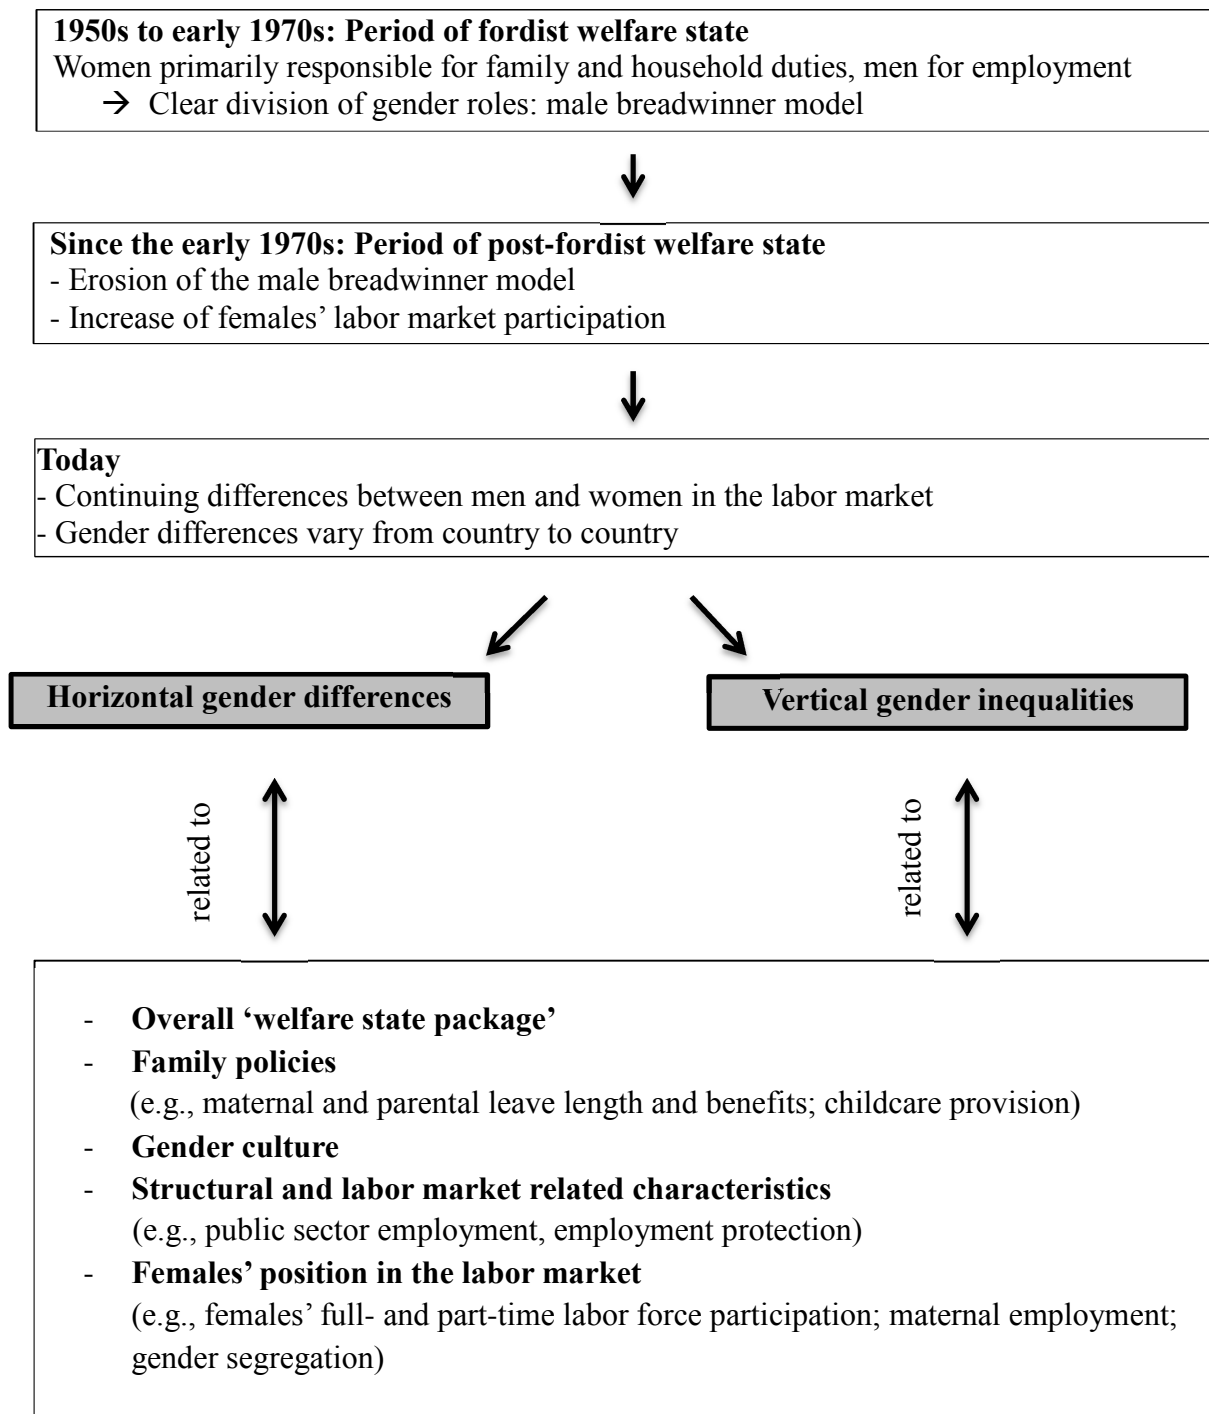 1950s to early 1970s: Period of fordist welfare state
Women primarily responsible for family and household duties, men for employment
→ Clear division of gender roles: male breadwinner model
Since the early 1970s: Period of post-fordist welfare state
- Erosion of the male breadwinner model
- Increase of females’ labor market participation
Today
- Continuing differences between men and women in the labor market
- Gender differences vary from country to country
Horizontal gender differences
Vertical gender inequalities
related to
related to
- Overall ‘welfare state package’
- Family policies
(e.g., maternal and parental leave length and benefits; childcare provision)
- Gender culture
- Structural and labor market related characteristics
(e.g., public sector employment, employment protection)
- Females’ position in the labor market
(e.g., females’ full- and part-time labor force participation; maternal employment;
gender segregation)